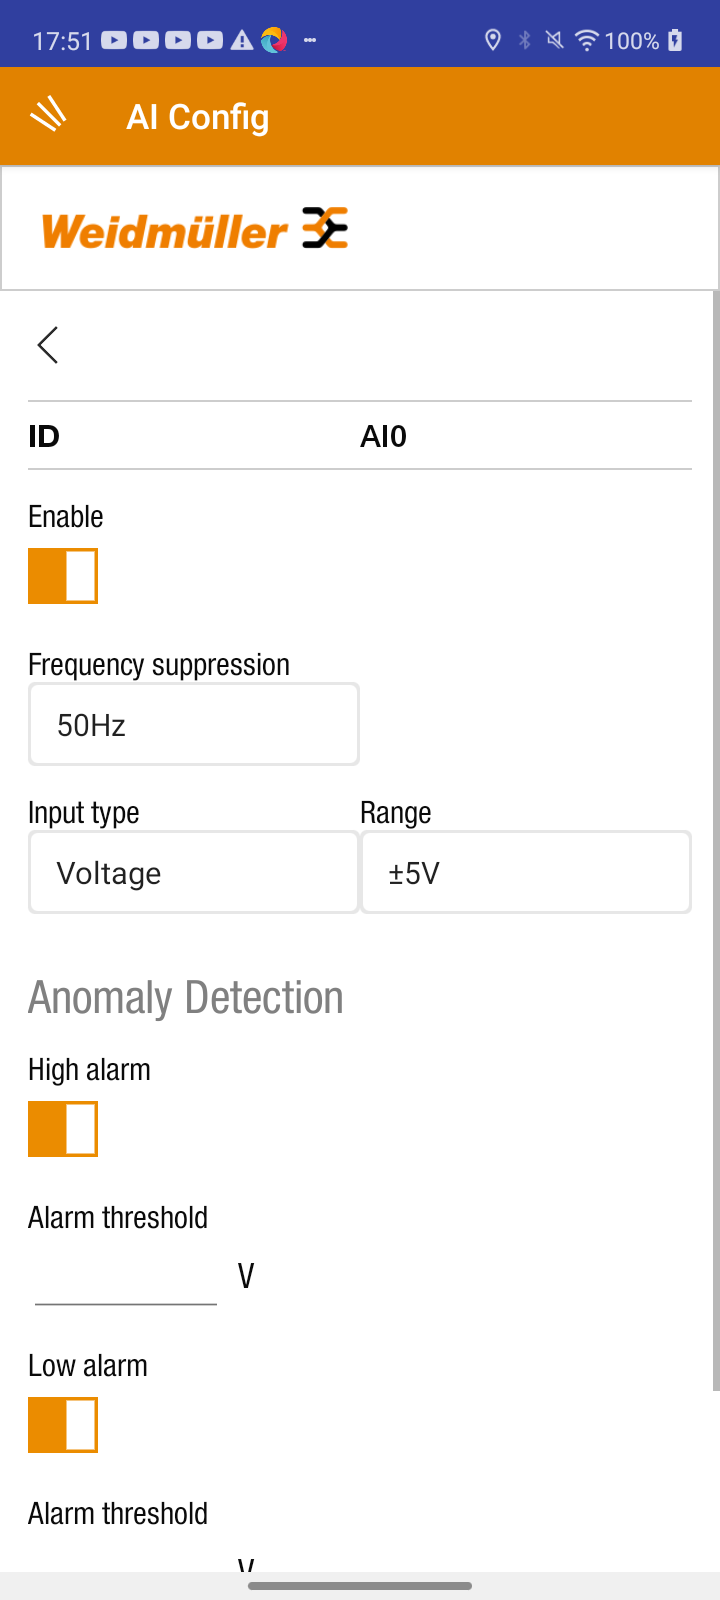 17:51 100%
AI Config
Weidmüller
ID AI0
Enable
Frequency suppression
50Hz
Input type Range
Voltage ±5V
Anomaly Detection
High alarm
Alarm threshold
V
Low alarm
Alarm threshold
V